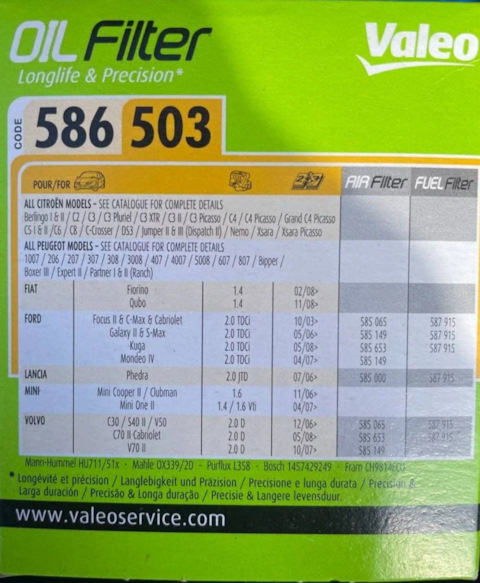 OIL Filter
Valeo
Longlife & Precision*
CODE 586 503
POUR/FOR AIR Filter FUEL Filter
ALL CITROËN MODELS – SEE CATALOGUE FOR COMPLETE DETAILS
Berlingo I & II / C2 / C3 / C3 Pluriel / C3 XTR / C3 II / C3 Picasso / C4 / C4 Picasso / Grand C4 Picasso
C5 I & II /C6 / C8 / C-Crosser / DS3 / Jumper II & III (Dispatch II) / Nemo / Xsara / Xsara Picasso
ALL PEUGEOT MODELS – SEE CATALOGUE FOR COMPLETE DETAILS
1007 / 206 / 207 / 307 / 308 / 3008 / 407 / 4007 / 5008 / 607 / 807 / Bipper /
Boxer III / Expert II / Partner I & II (Ranch)
FIAT Fiorino 1.4 02/08>
Qubo 1.4 11/08>
FORD Focus II & C-Max & Cabriolet 2.0 TDCi 10/03> 585 065 587 915
Galaxy II & S-Max 2.0 TDCi 05/06> 585 149 587 915
Kuga 2.0 TDCi 05/08> 585 653 587 915
Mondeo IV 2.0 TDCi 04/07> 585 149
LANCIA Phedra 2.0 JTD 07/06> 585 000 587 915
MINI Mini Cooper II / Clubman 1.6 11/06>
Mini One II 1.4 / 1.6 Vti 04/07>
VOLVO C30 / S40 II / V50 2.0 D 12/06> 585 065 587 915
C70 II Cabriolet 2.0 D 05/08> 585 653 587 915
V70 II 2.0 D 10/07> 585 149
Mann-Hummel HU711/51x • Mahle OX339/2D • Purflux L358 • Bosch 1457429249 • Fram CH9814ECO
* Longévité et précision / Langlebigkeit und Präzision / Precisione e lunga durata / Precisión &
Larga duración / Precisão & Longa duração / Precisie & Langere levensduur.
www.valeoservice.com